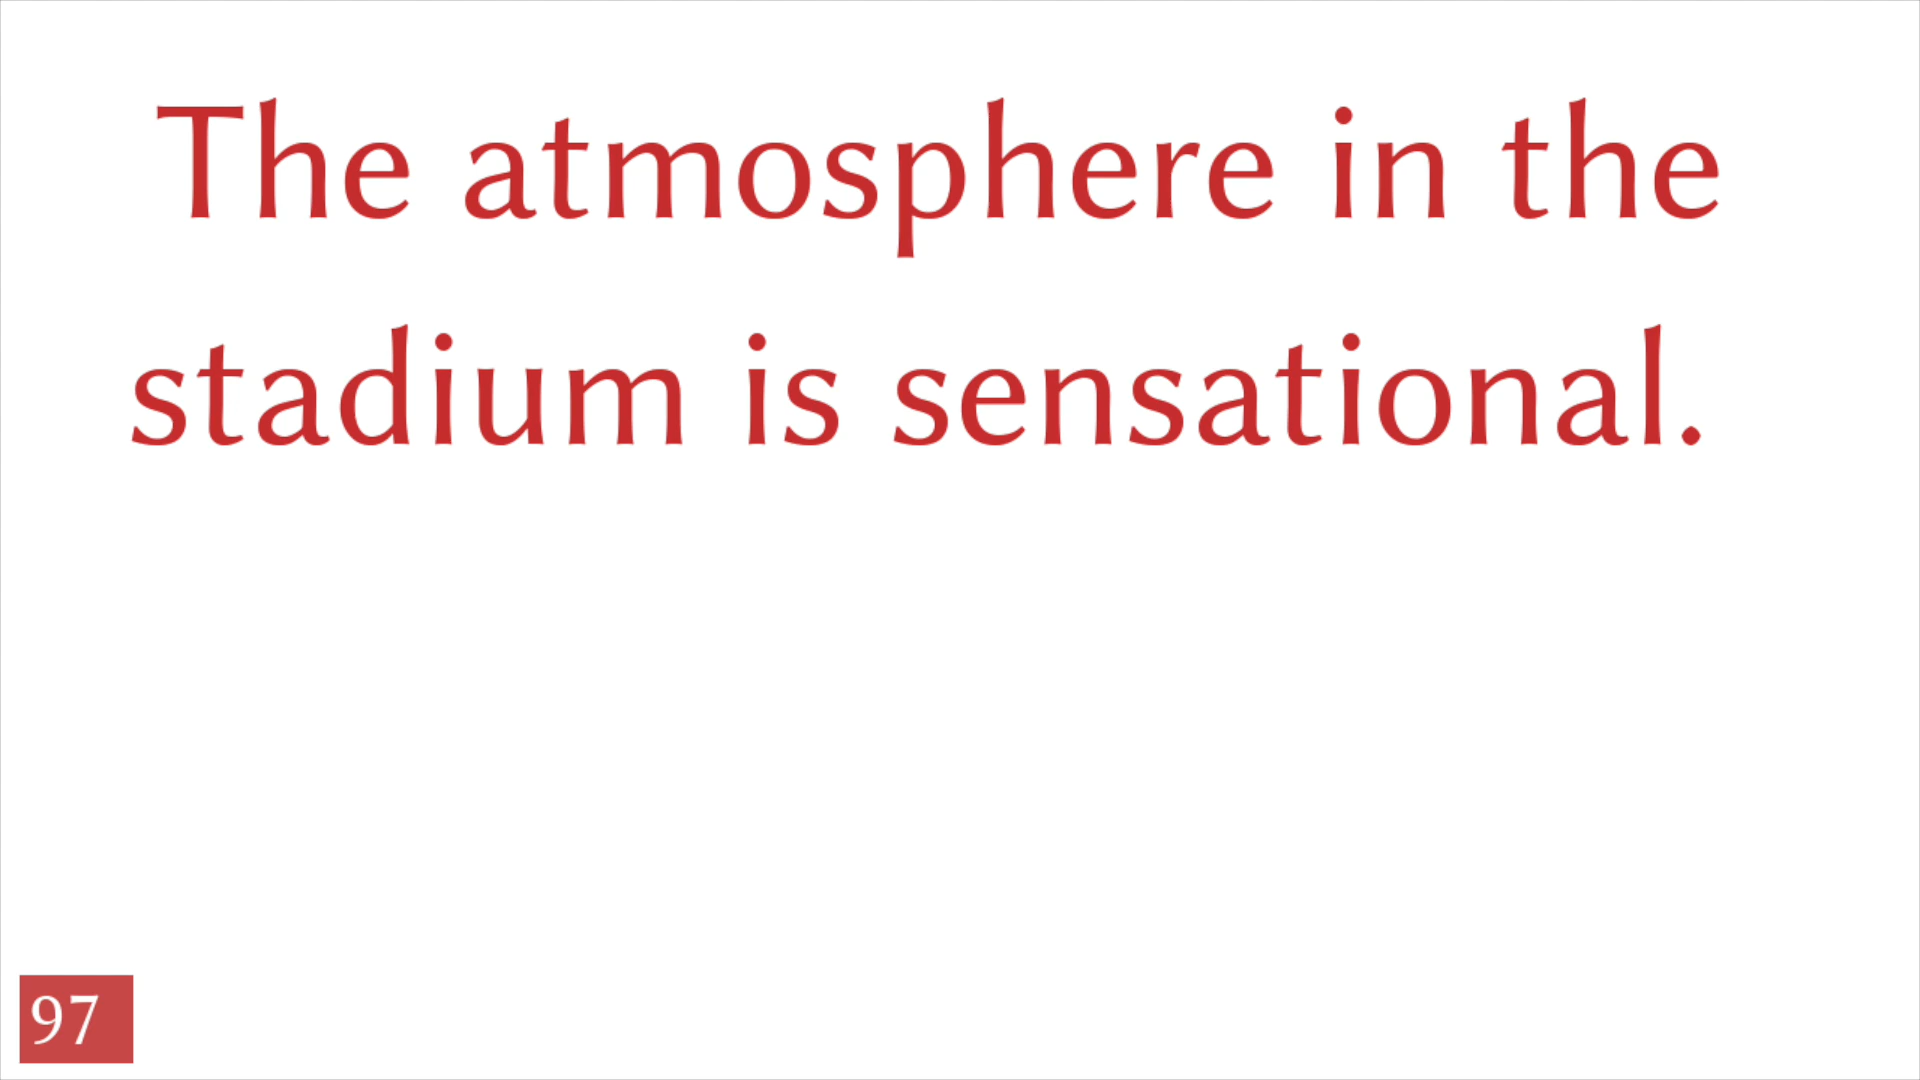 The atmosphere in the
stadium is sensational.
97